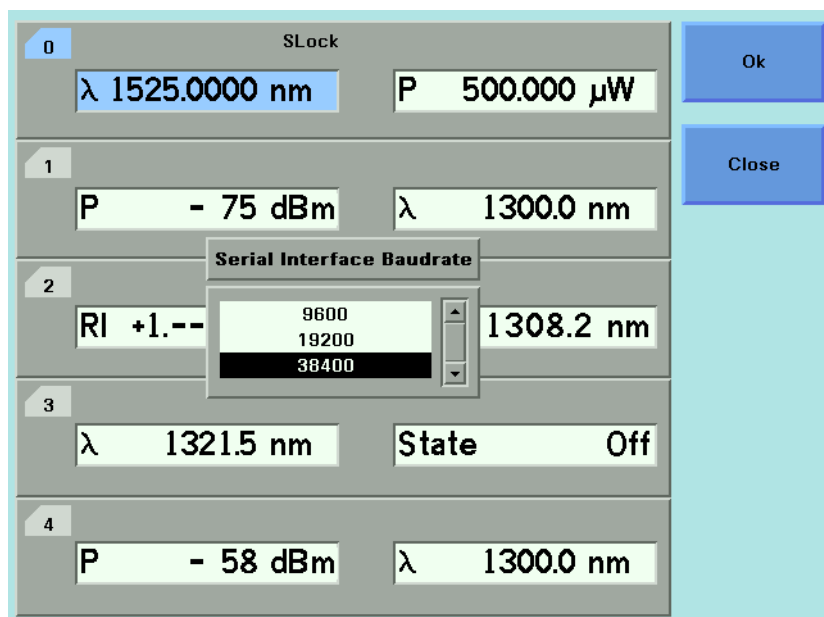 0
SLock
λ 1525.0000 nm
P 500.000 μW
Ok
1
P - 75 dBm
λ 1300.0 nm
Close
Serial Interface Baudrate
2
RI +1.--
1308.2 nm
9600
19200
38400
3
λ 1321.5 nm
State Off
4
P - 58 dBm
λ 1300.0 nm